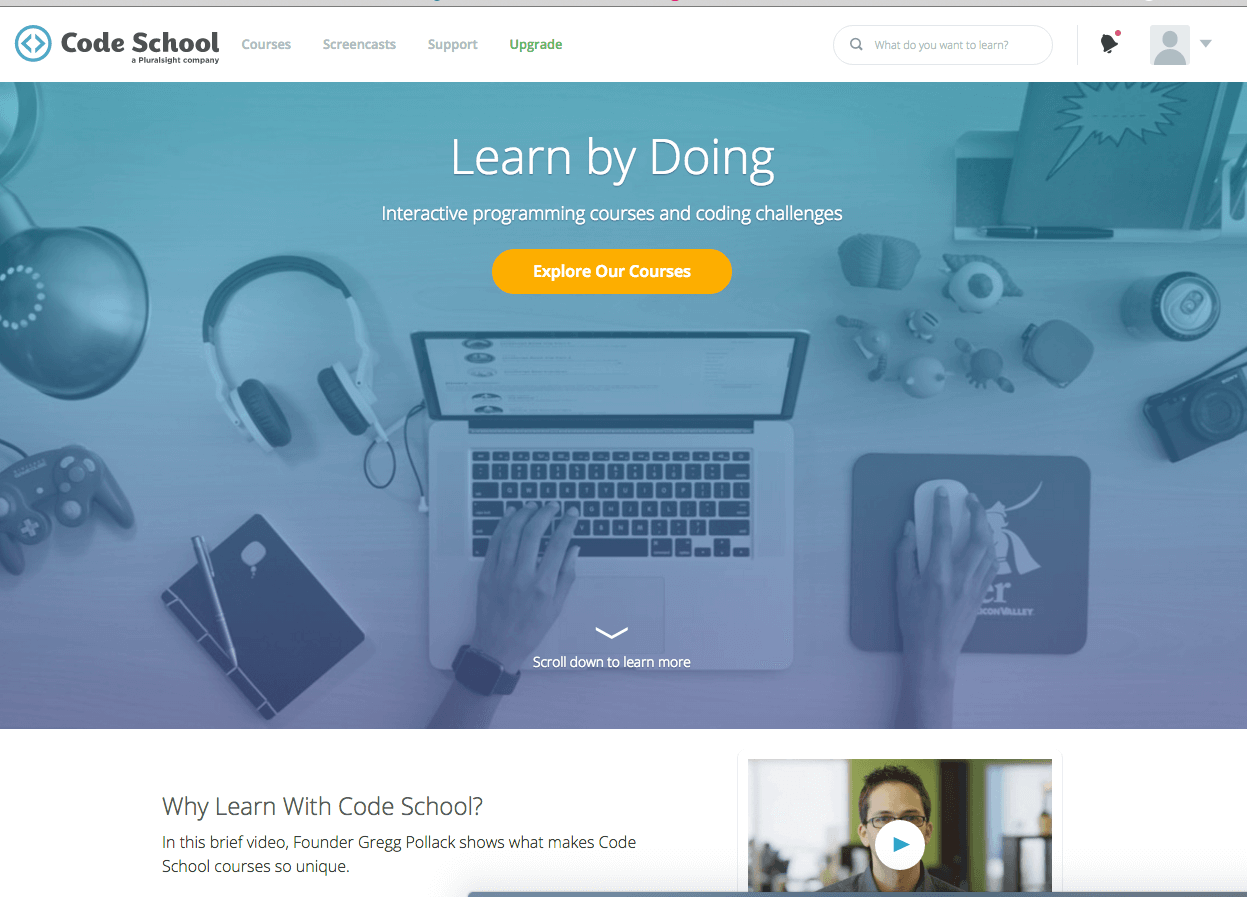 Code School
a Pluralsight company
Courses
Screencasts
Support
Upgrade
What do you want to learn?
Learn by Doing
Interactive programming courses and coding challenges
Explore Our Courses
Scroll down to learn more
Why Learn With Code School?
In this brief video, Founder Gregg Pollack shows what makes Code
School courses so unique.